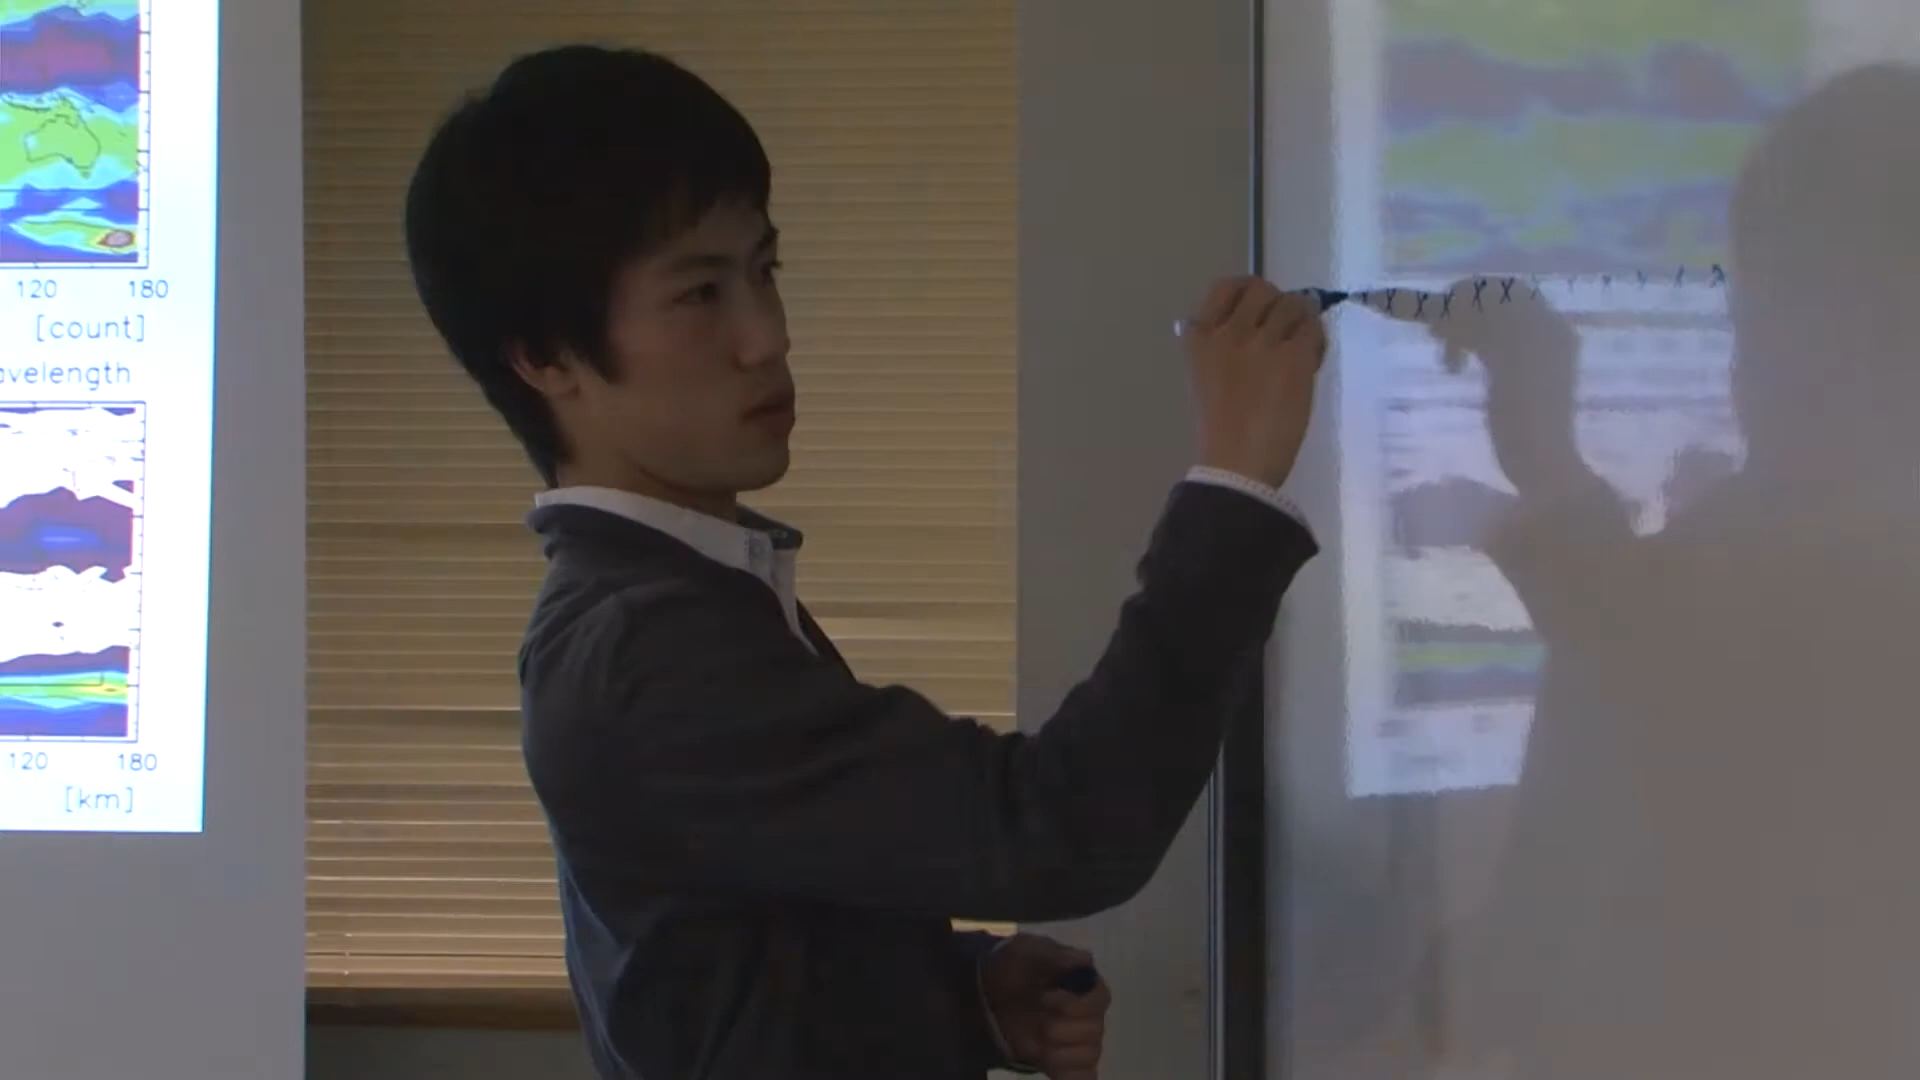 120 180
[count]
avelength
120 180
[km]
x x x x x x x x x x x